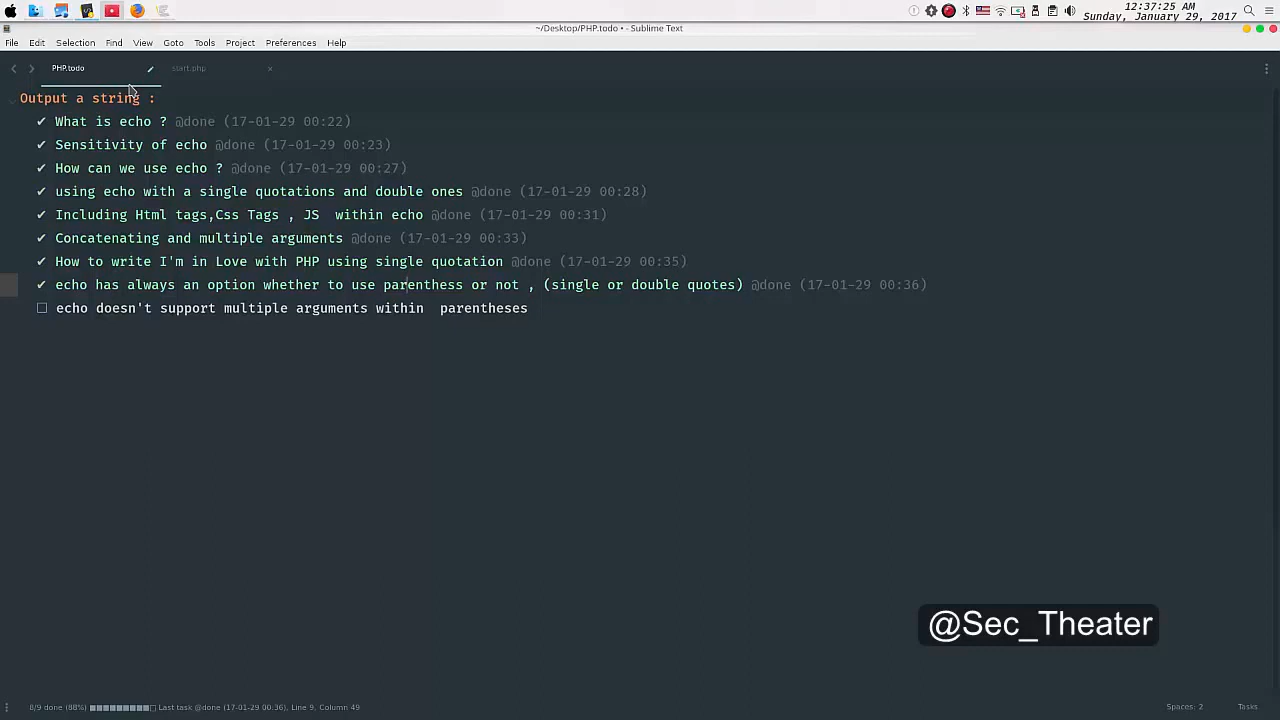 12:37:25 AM
Sunday, January 29, 2017
~/Desktop/PHP.todo • - Sublime Text
File Edit Selection Find View Goto Tools Project Preferences Help
PHP.todo start.php
Output a string :
✔ What is echo ? @done (17-01-29 00:22)
✔ Sensitivity of echo @done (17-01-29 00:23)
✔ How can we use echo ? @done (17-01-29 00:27)
✔ using echo with a single quotations and double ones @done (17-01-29 00:28)
✔ Including Html tags,Css Tags , JS  within echo @done (17-01-29 00:31)
✔ Concatenating and multiple arguments @done (17-01-29 00:33)
✔ How to write I'm in Love with PHP using single quotation @done (17-01-29 00:35)
✔ echo has always an option whether to use parenthess or not , (single or double quotes) @done (17-01-29 00:36)
☐ echo doesn't support multiple arguments within  parentheses
@Sec_Theater
8/9 done (88%) Last task @done (17-01-29 00:36), Line 9, Column 49 Spaces: 2 Tasks